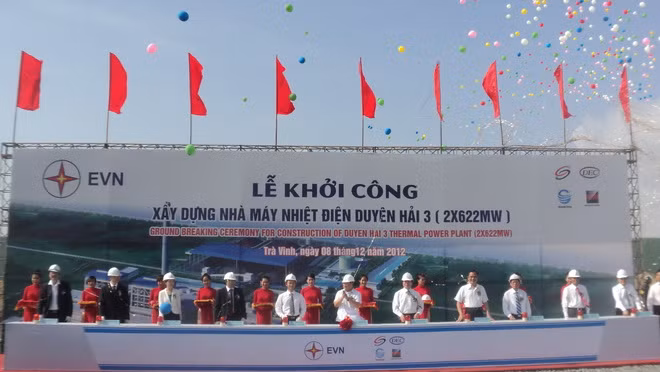 EVN
LỄ KHỞI CÔNG
XÂY DỰNG NHÀ MÁY NHIỆT ĐIỆN DUYÊN HẢI 3 ( 2X622MW )
GROUND BREAKING CEREMONY FOR CONSTRUCTION OF DUYEN HAI 3 THERMAL POWER PLANT (2X622MW)
Trà Vinh, ngày 08 tháng 12 năm 2012
EVN